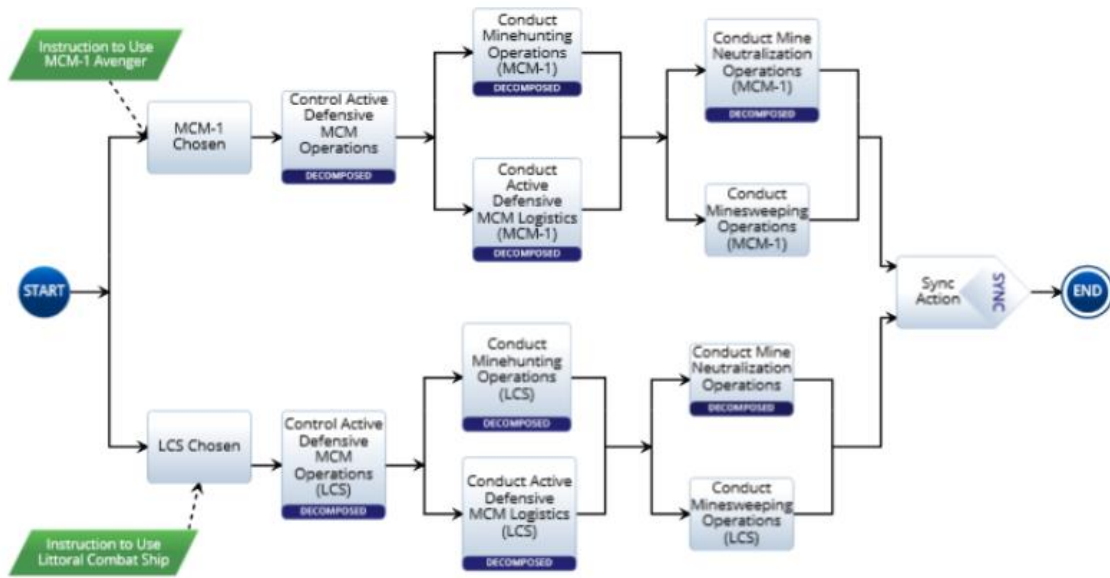 Instruction to Use
MCM-1 Avenger
MCM-1
Chosen
Control Active
Defensive
MCM
Operations
DECOMPOSED
Conduct
Minehunting
Operations
(MCM-1)
DECOMPOSED
Conduct
Active
Defensive
MCM Logistics
(MCM-1)
DECOMPOSED
Conduct Mine
Neutralization
Operations
(MCM-1)
DECOMPOSED
Conduct
Minesweeping
Operations
(MCM-1)
START
Sync
Action
SYNC
END
LCS Chosen
Instruction to Use
Littoral Combat Ship
Control Active
Defensive
MCM
Operations
(LCS)
DECOMPOSED
Conduct
Minehunting
Operations
(LCS)
DECOMPOSED
Conduct Active
Defensive
MCM Logistics
(LCS)
DECOMPOSED
Conduct Mine
Neutralization
Operations
DECOMPOSED
Conduct
Minesweeping
Operations
(LCS)